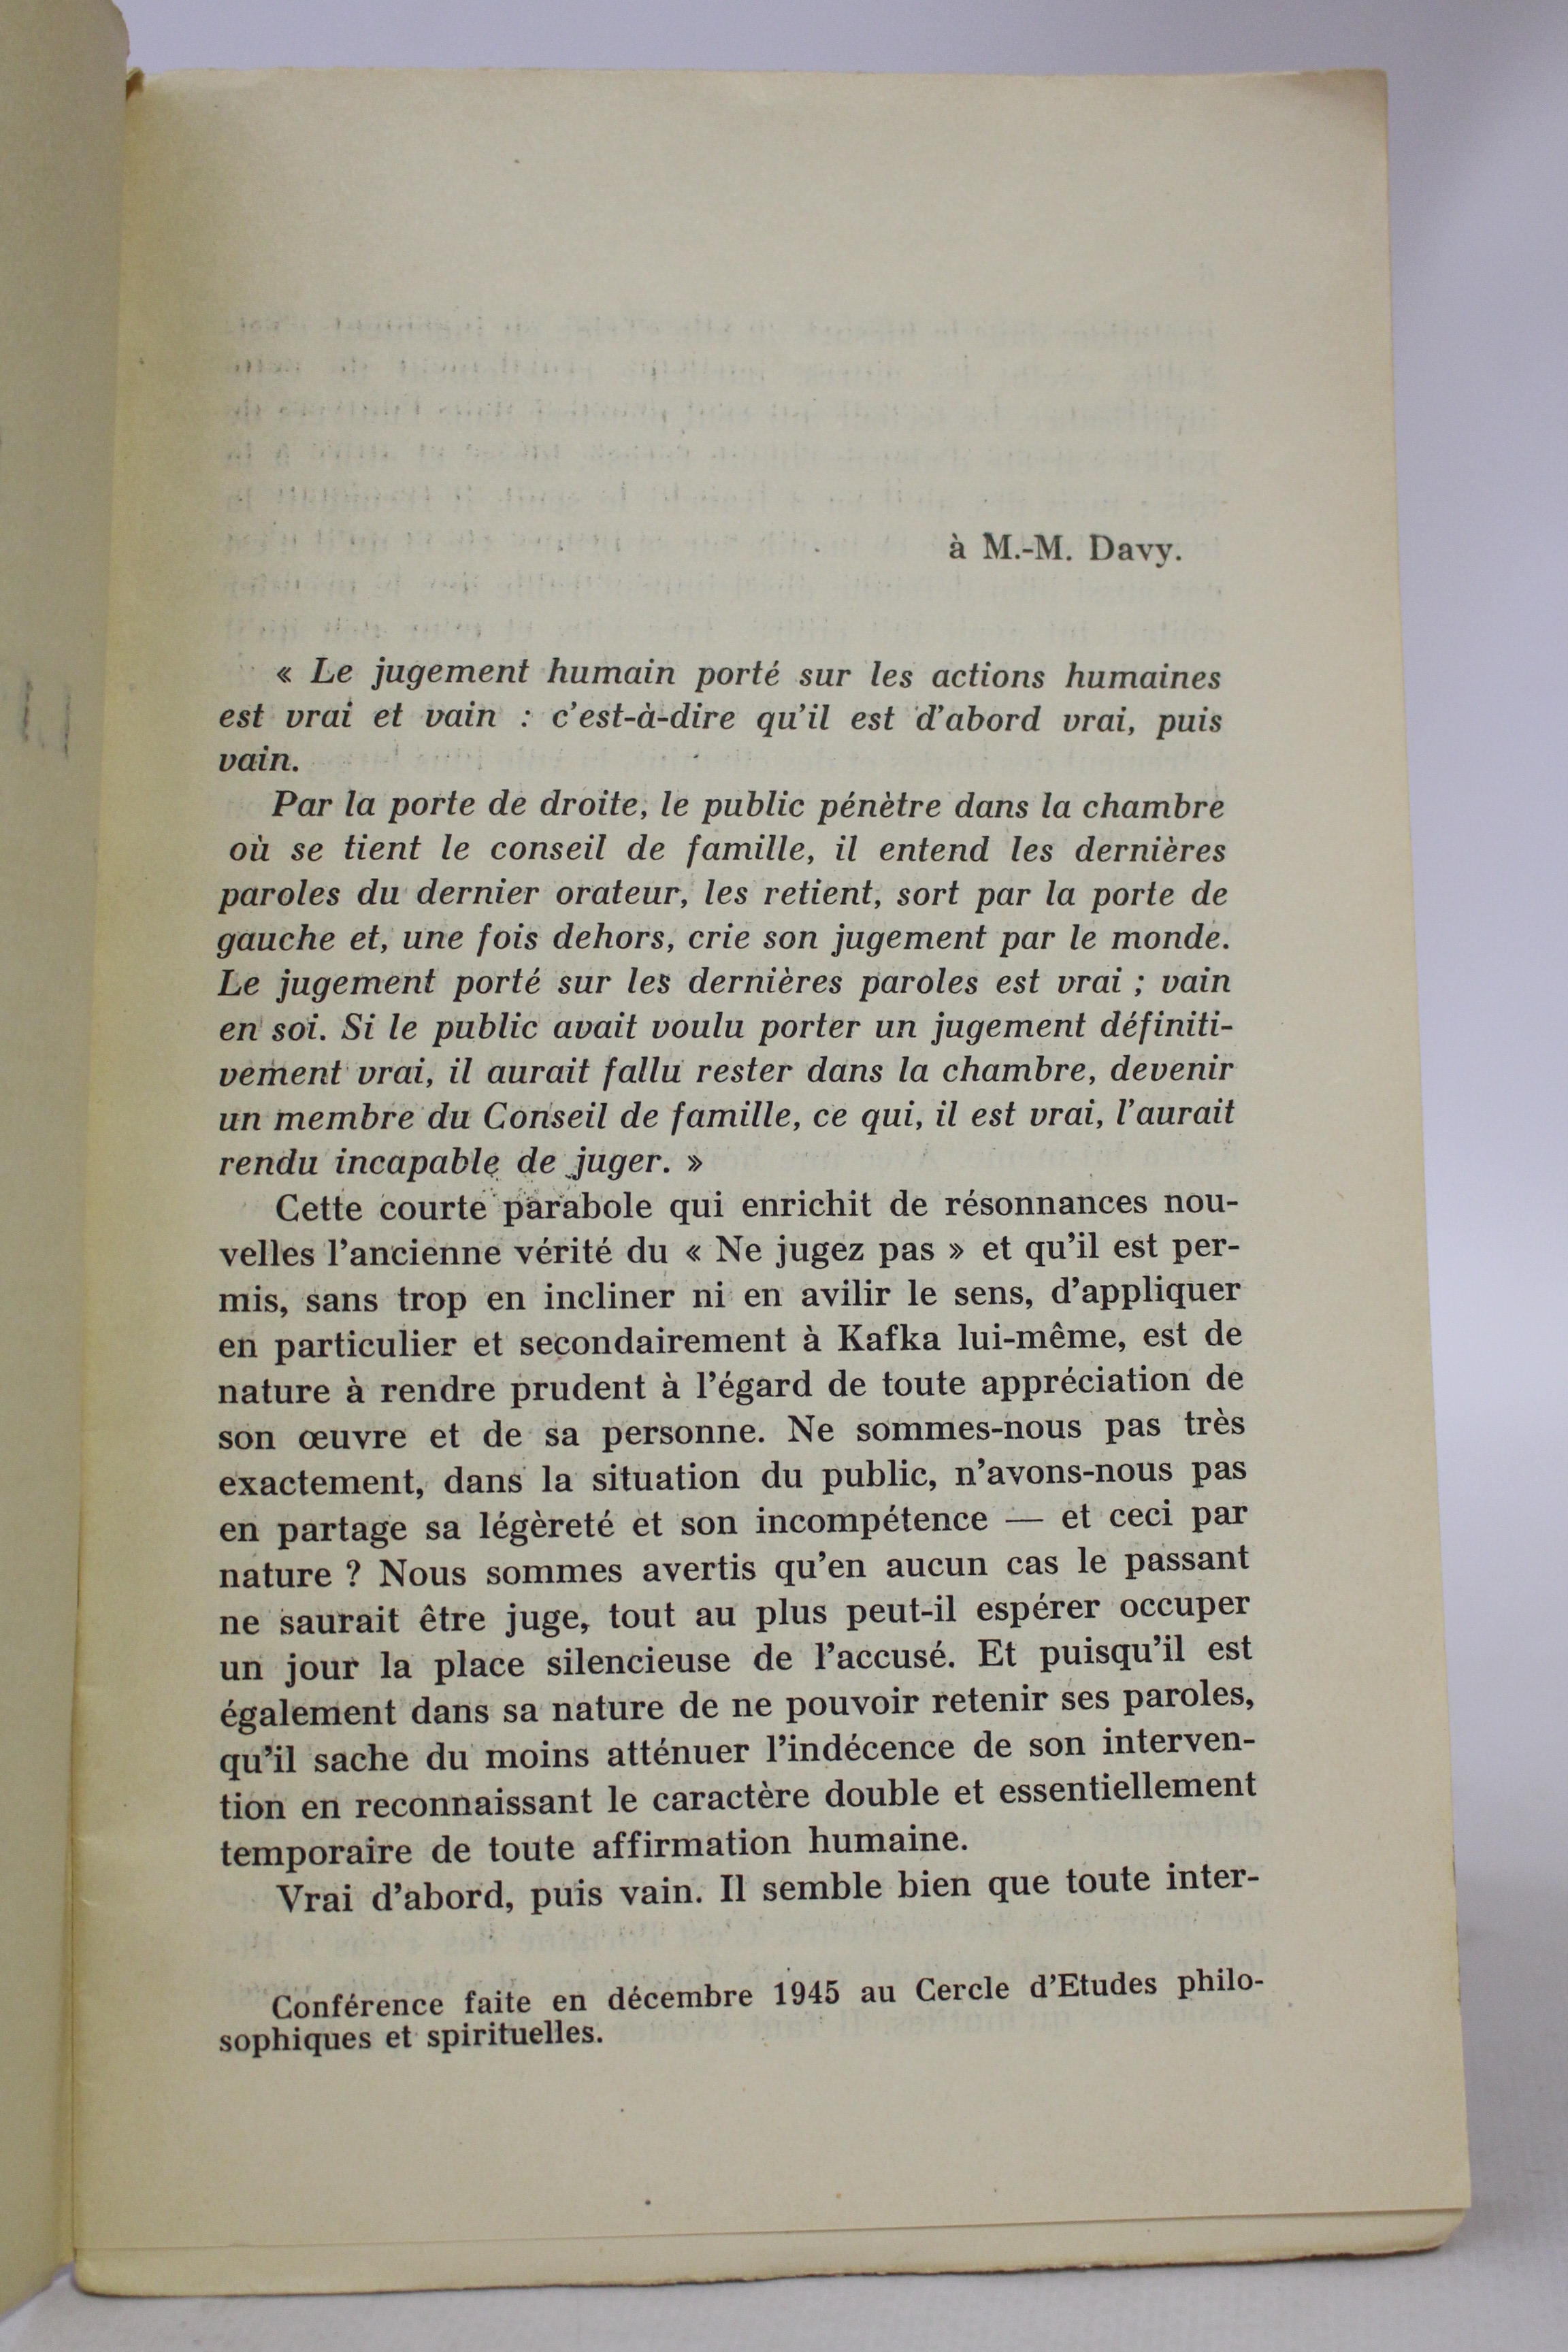 à M.-M. Davy.
« Le jugement humain porté sur les actions humaines
est vrai et vain : c'est-à-dire qu'il est d'abord vrai, puis
vain.
Par la porte de droite, le public pénètre dans la chambre
où se tient le conseil de famille, il entend les dernières
paroles du dernier orateur, les retient, sort par la porte de
gauche et, une fois dehors, crie son jugement par le monde.
Le jugement porté sur les dernières paroles est vrai ; vain
en soi. Si le public avait voulu porter un jugement définiti-
vement vrai, il aurait fallu rester dans la chambre, devenir
un membre du Conseil de famille, ce qui, il est vrai, l'aurait
rendu incapable de juger. »
Cette courte parabole qui enrichit de résonnances nou-
velles l'ancienne vérité du « Ne jugez pas » et qu'il est per-
mis, sans trop en incliner ni en avilir le sens, d'appliquer
en particulier et secondairement à Kafka lui-même, est de
nature à rendre prudent à l'égard de toute appréciation de
son œuvre et de sa personne. Ne sommes-nous pas très
exactement, dans la situation du public, n'avons-nous pas
en partage sa légèreté et son incompétence — et ceci par
nature ? Nous sommes avertis qu'en aucun cas le passant
ne saurait être juge, tout au plus peut-il espérer occuper
un jour la place silencieuse de l'accusé. Et puisqu'il est
également dans sa nature de ne pouvoir retenir ses paroles,
qu'il sache du moins atténuer l'indécence de son interven-
tion en reconnaissant le caractère double et essentiellement
temporaire de toute affirmation humaine.
Vrai d'abord, puis vain. Il semble bien que toute inter-
Conférence faite en décembre 1945 au Cercle d'Etudes philo-
sophiques et spirituelles.